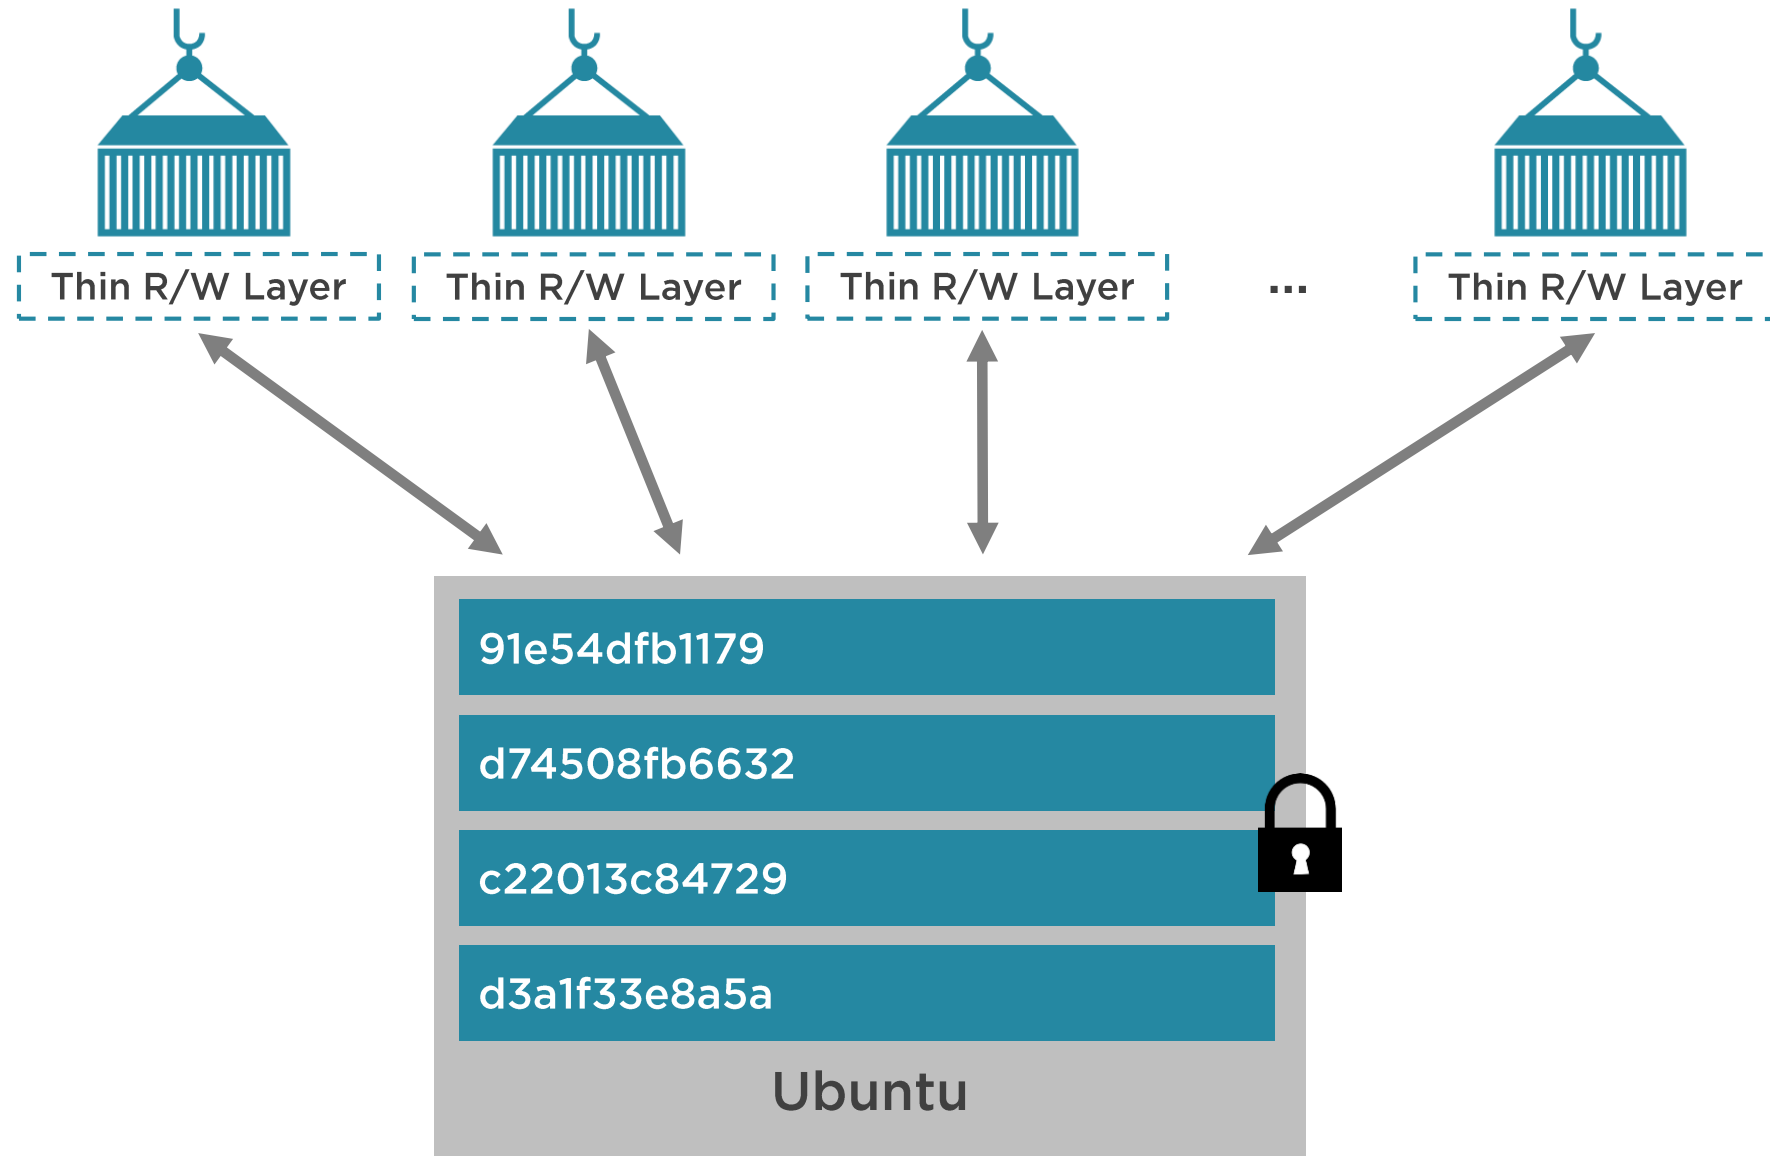 Thin R/W Layer
Thin R/W Layer
Thin R/W Layer
...
Thin R/W Layer
91e54dfb1179
d74508fb6632
c22013c84729
d3a1f33e8a5a
Ubuntu